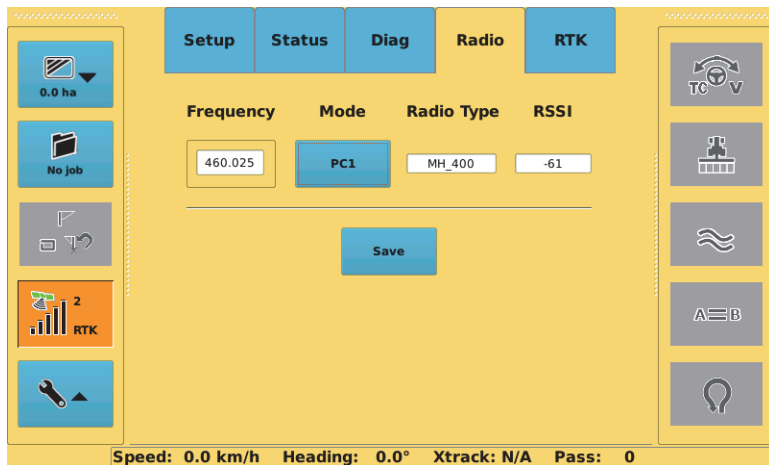 Setup Status Diag Radio RTK
0.0 ha
TC V
Frequency Mode Radio Type RSSI
460.025 PC1 MH_400 -61
No job
Save
2
RTK
A B
Speed: 0.0 km/h Heading: 0.0° Xtrack: N/A Pass: 0